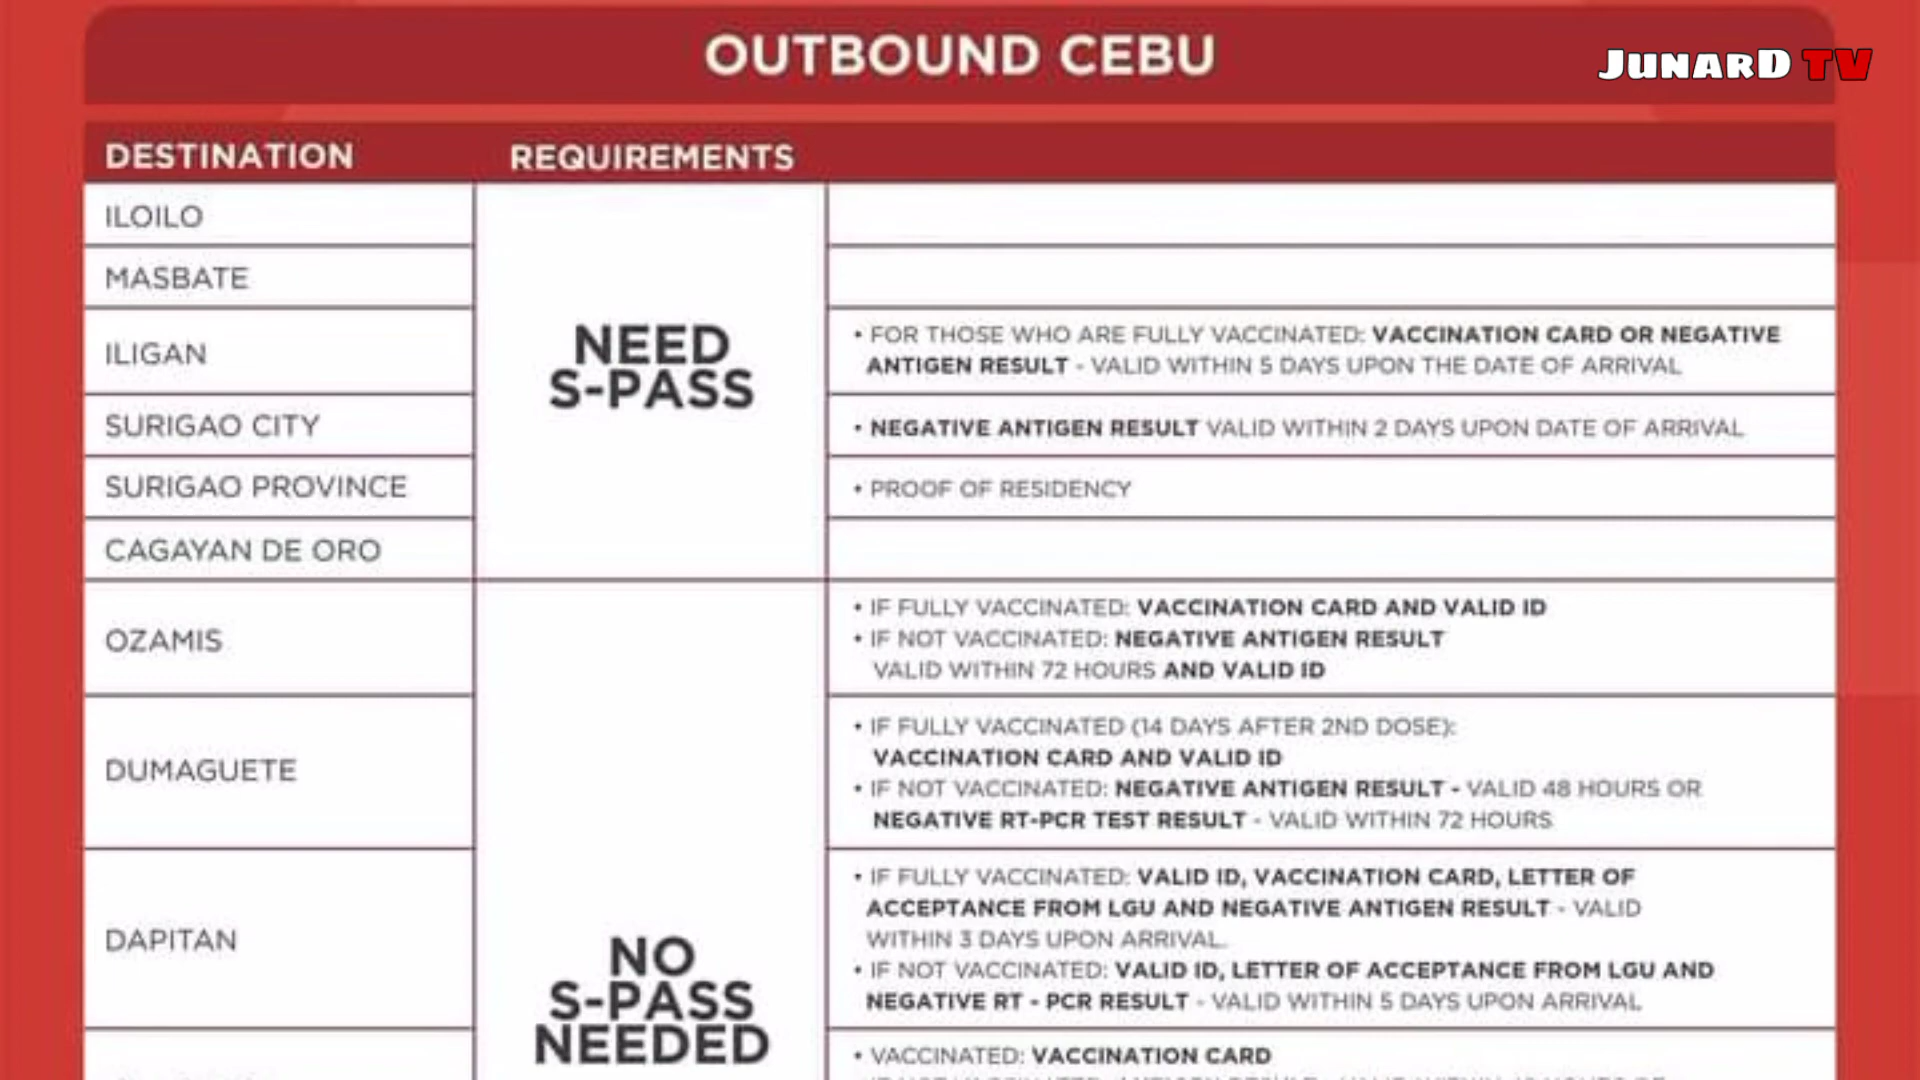 OUTBOUND CEBU
JUNARD TV
DESTINATION
REQUIREMENTS
ILOILO
MASBATE
NEED
S-PASS
ILIGAN
• FOR THOSE WHO ARE FULLY VACCINATED: VACCINATION CARD OR NEGATIVE
ANTIGEN RESULT - VALID WITHIN 5 DAYS UPON THE DATE OF ARRIVAL
SURIGAO CITY
• NEGATIVE ANTIGEN RESULT VALID WITHIN 2 DAYS UPON DATE OF ARRIVAL
SURIGAO PROVINCE
• PROOF OF RESIDENCY
CAGAYAN DE ORO
OZAMIS
• IF FULLY VACCINATED: VACCINATION CARD AND VALID ID
• IF NOT VACCINATED: NEGATIVE ANTIGEN RESULT
VALID WITHIN 72 HOURS AND VALID ID
DUMAGUETE
• IF FULLY VACCINATED (14 DAYS AFTER 2ND DOSE):
VACCINATION CARD AND VALID ID
• IF NOT VACCINATED: NEGATIVE ANTIGEN RESULT - VALID 48 HOURS OR
NEGATIVE RT-PCR TEST RESULT - VALID WITHIN 72 HOURS
DAPITAN
• IF FULLY VACCINATED: VALID ID, VACCINATION CARD, LETTER OF
ACCEPTANCE FROM LGU AND NEGATIVE ANTIGEN RESULT - VALID
WITHIN 3 DAYS UPON ARRIVAL.
• IF NOT VACCINATED: VALID ID, LETTER OF ACCEPTANCE FROM LGU AND
NEGATIVE RT - PCR RESULT - VALID WITHIN 5 DAYS UPON ARRIVAL
NO
S-PASS
NEEDED
• VACCINATED: VACCINATION CARD